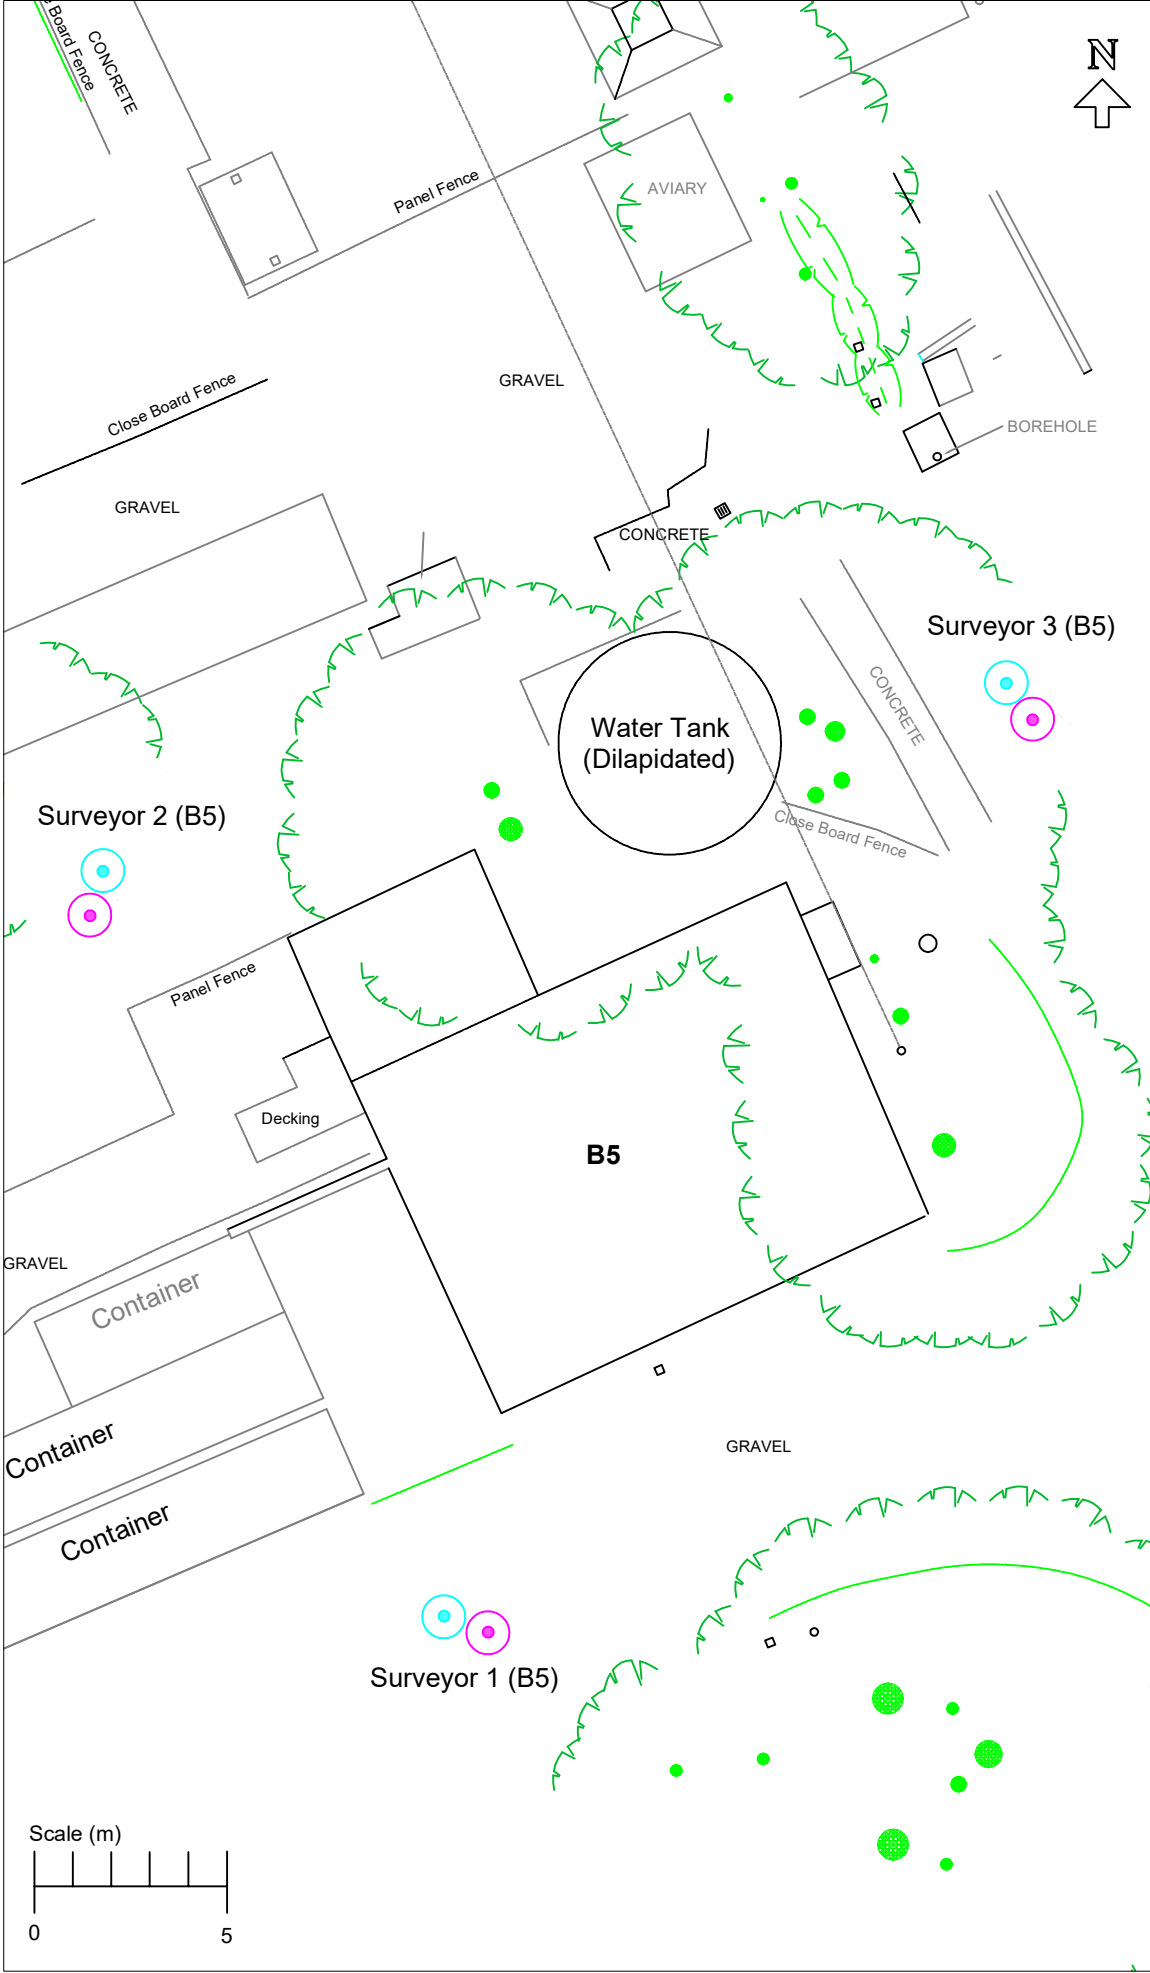 e Board Fence
CONCRETE
N
Panel Fence
AVIARY
Close Board Fence
GRAVEL
BOREHOLE
GRAVEL
CONCRETE
Surveyor 3 (B5)
CONCRETE
Water Tank
(Dilapidated)
Surveyor 2 (B5)
Close Board Fence
Panel Fence
Decking
B5
GRAVEL
Container
Container
GRAVEL
Container
Surveyor 1 (B5)
Scale (m)
0 5